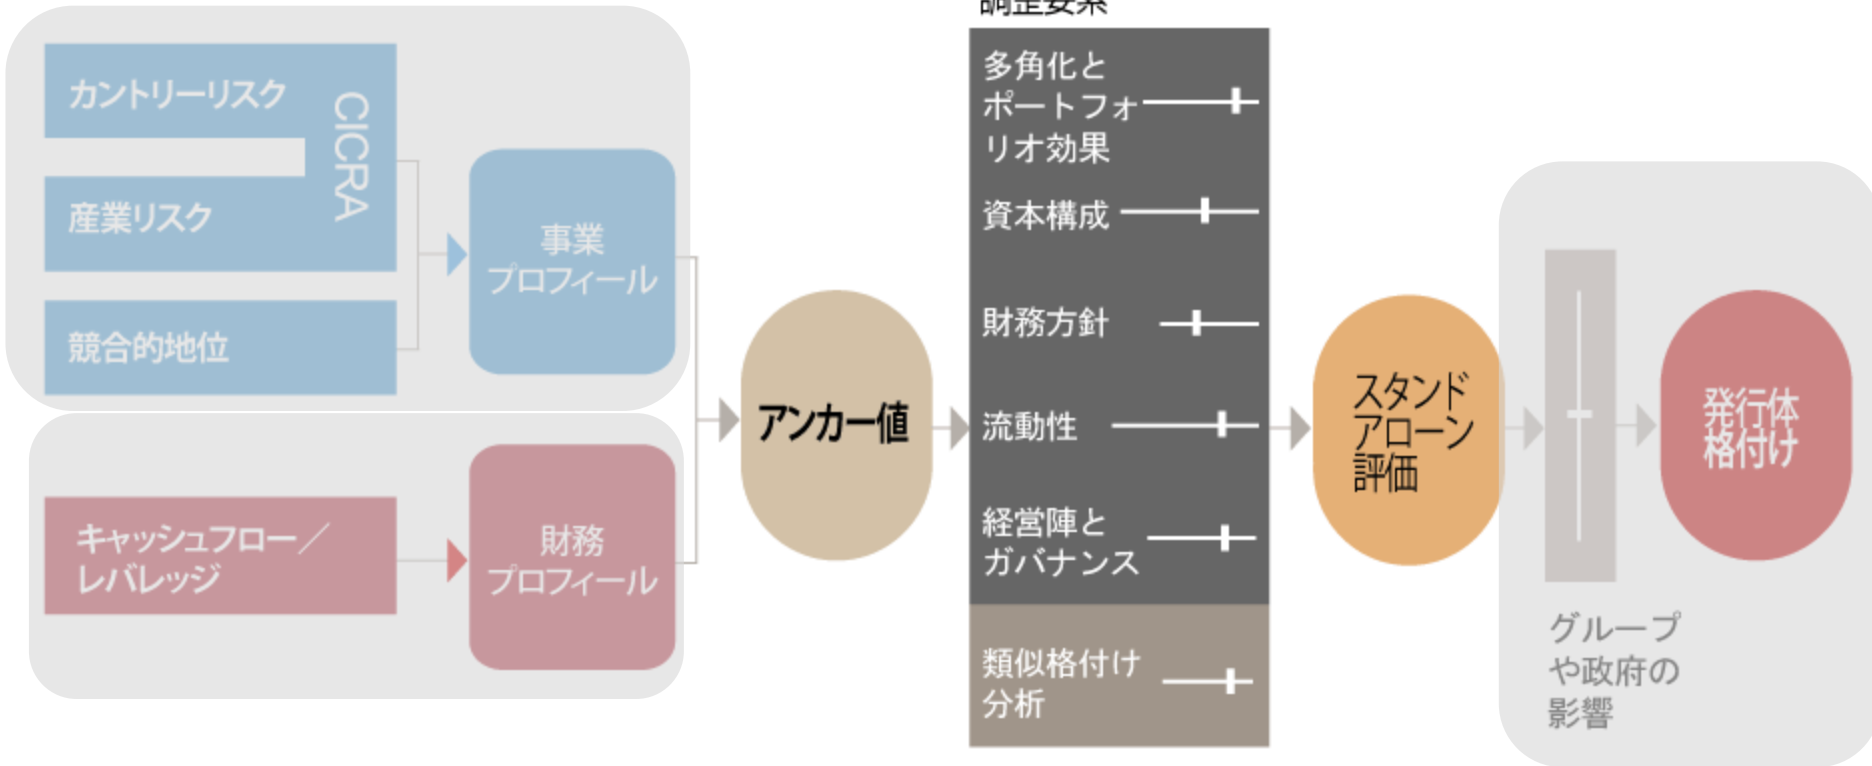 カントリーリスク
CICRA
産業リスク
競合的地位
事業
プロフィール
キャッシュフロー／
レバレッジ
財務
プロフィール
アンカー値
調整要素
多角化と
ポートフォ
リオ効果
資本構成
財務方針
流動性
経営陣と
ガバナンス
類似格付け
分析
スタンド
アローン
評価
グループ
や政府の
影響
発行体
格付け